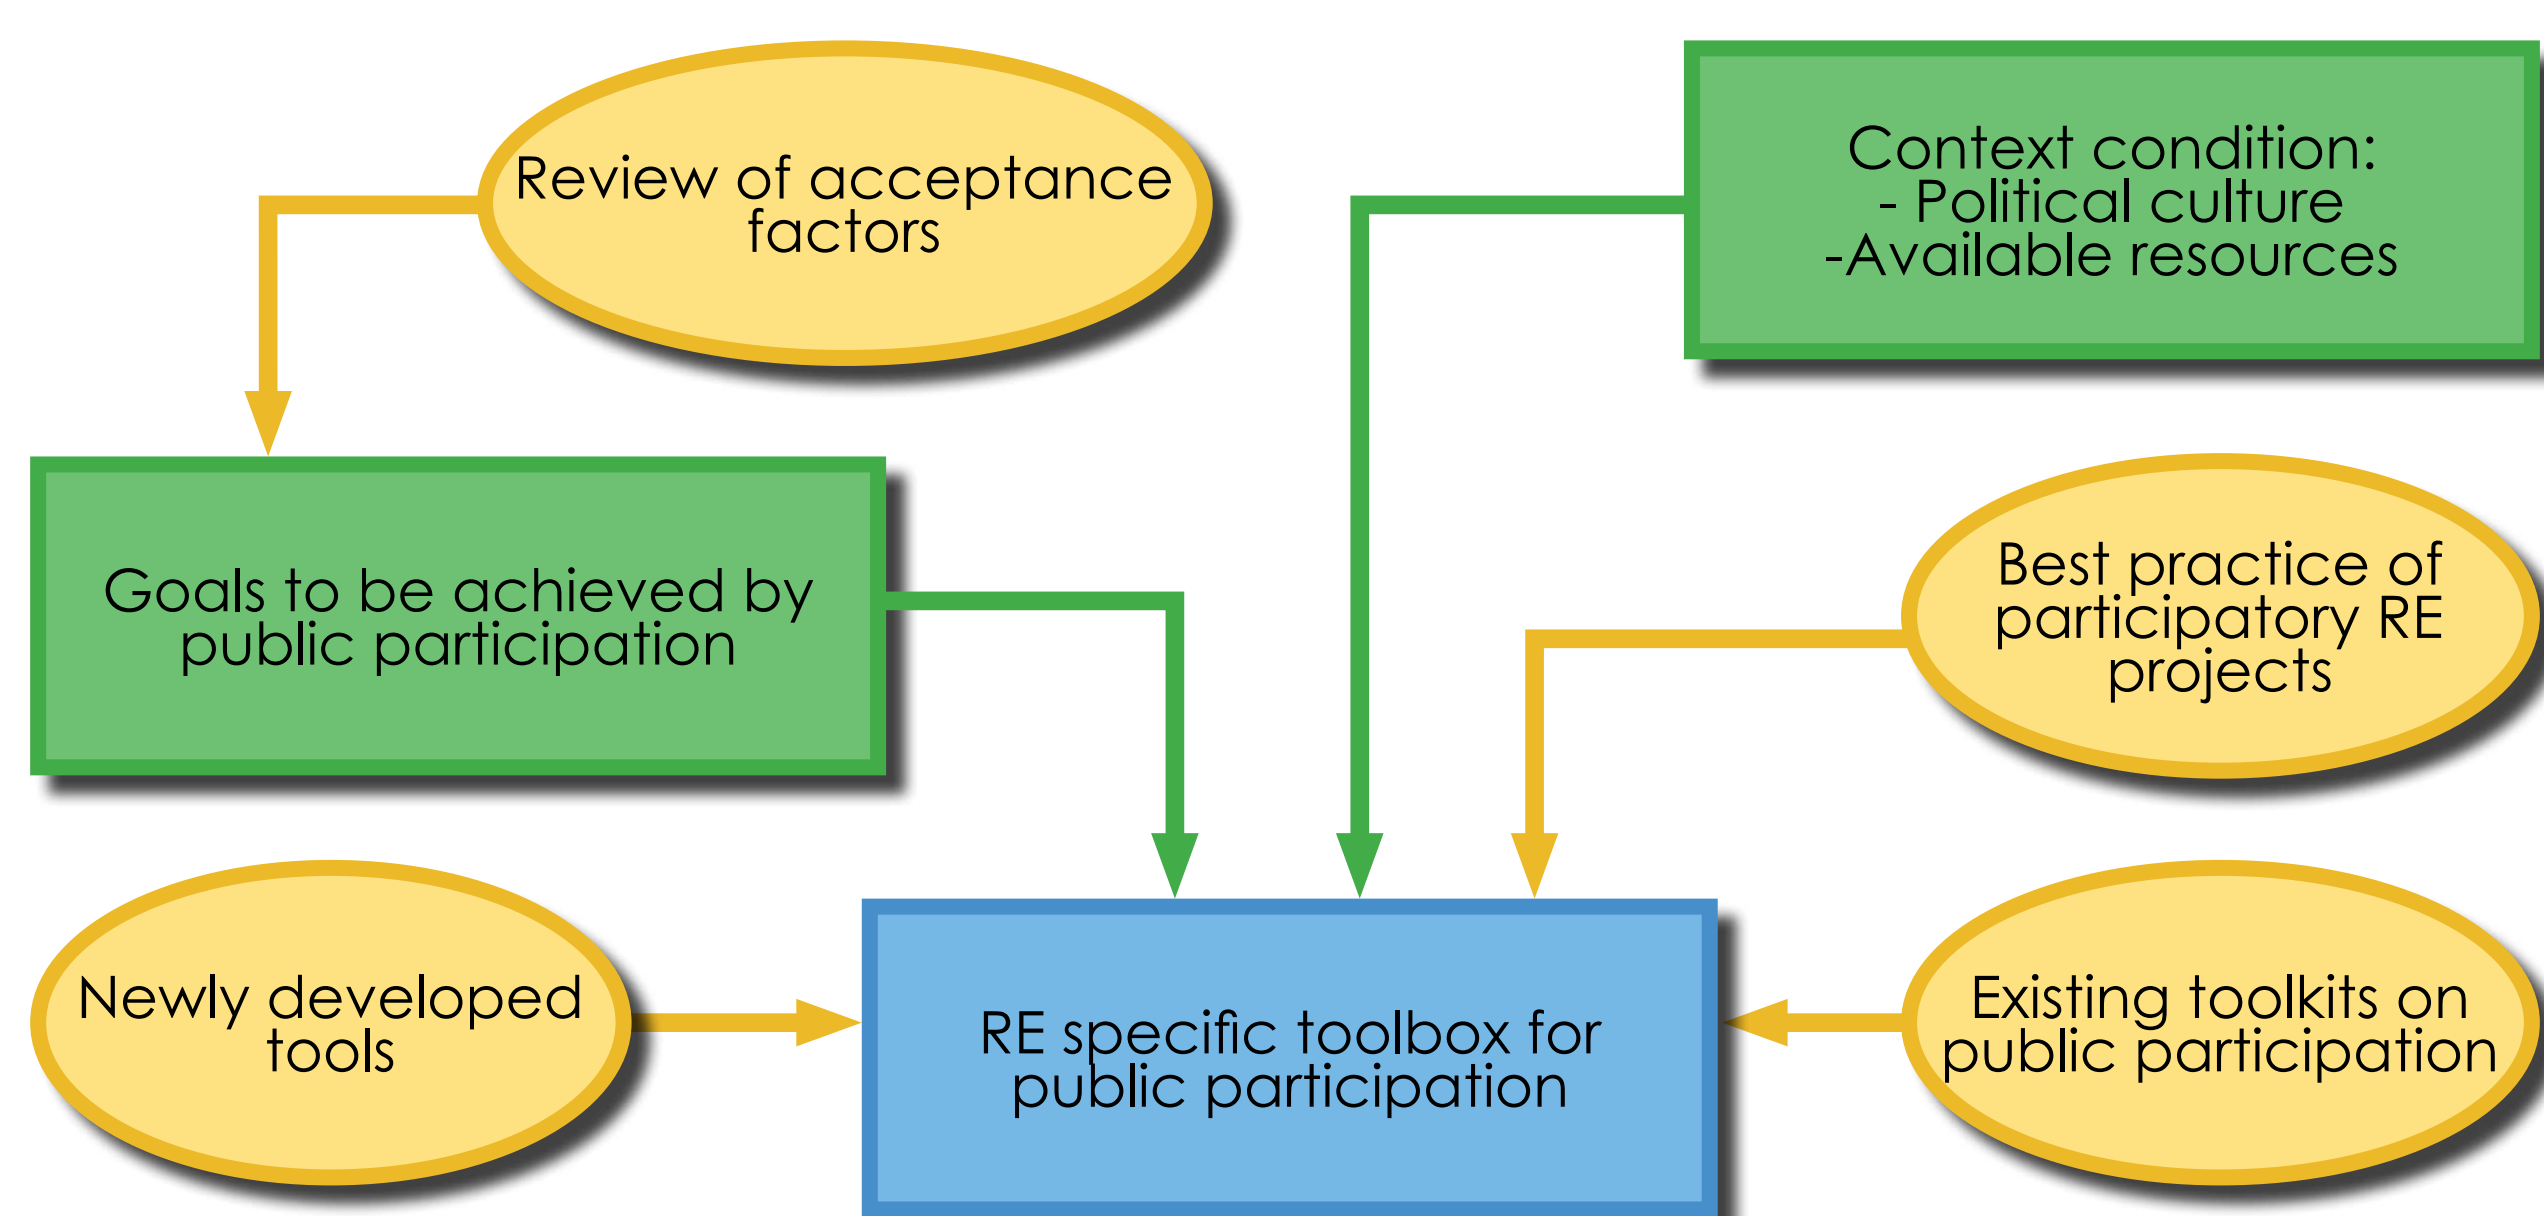 Review of acceptance
factors
Context condition:
- Political culture
-Available resources
Goals to be achieved by
public participation
Best practice of
participatory RE
projects
Newly developed
tools
RE specific toolbox for
public participation
Existing toolkits on
public participation